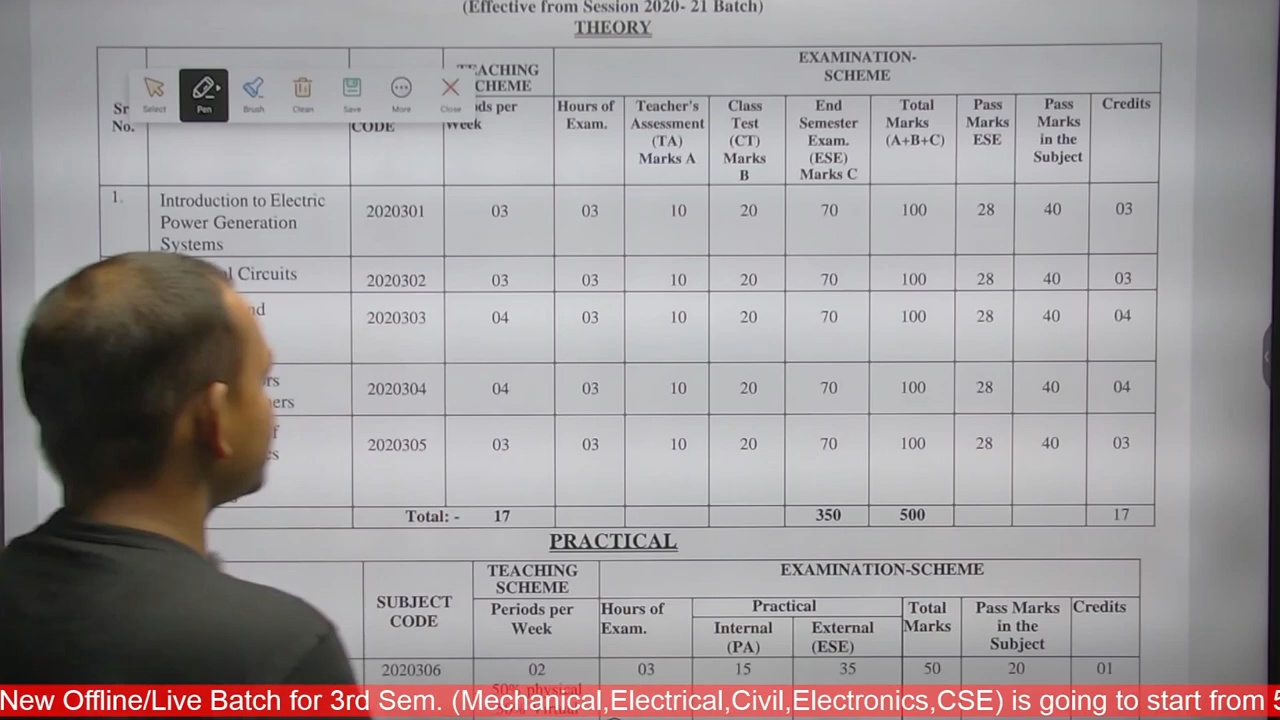 (Effective from Session 2020- 21 Batch)
THEORY
TEACHING SCHEME
EXAMINATION-SCHEME
Select Pen Brush Clean Save More Close
Sr No. CODE Week Hours of Exam. Teacher's Assessment (TA) Marks A Class Test (CT) Marks B End Semester Exam. (ESE) Marks C Total Marks (A+B+C) Pass Marks ESE Pass Marks in the Subject Credits
1. Introduction to Electric Power Generation Systems 2020301 03 03 10 20 70 100 28 40 03
Circuits 2020302 03 03 10 20 70 100 28 40 03
2020303 04 03 10 20 70 100 28 40 04
2020304 04 03 10 20 70 100 28 40 04
2020305 03 03 10 20 70 100 28 40 03
Total: - 17 350 500 17
PRACTICAL
SUBJECT CODE
TEACHING SCHEME
EXAMINATION-SCHEME
Periods per Week Hours of Exam. Practical Total Marks Pass Marks in the Subject Credits
Internal (PA) External (ESE)
2020306 02 03 15 35 50 20 01
50% physical
New Offline/Live Batch for 3rd Sem. (Mechanical,Electrical,Civil,Electronics,CSE) is going to start from 5